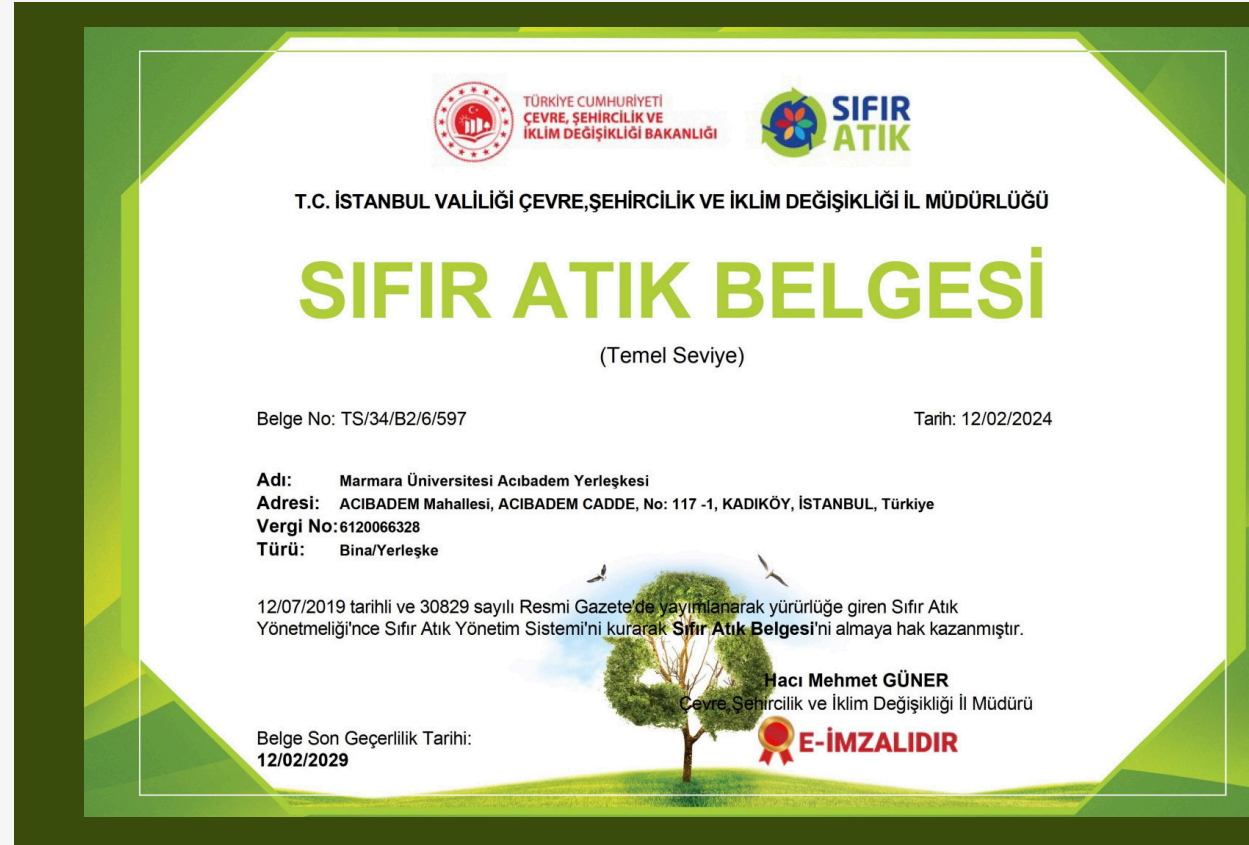 TÜRKİYE CUMHURİYETİ
ÇEVRE, ŞEHİRCİLİK VE
İKLİM DEĞİŞİKLİĞİ BAKANLIĞI
SIFIR
ATIK
T.C. İSTANBUL VALİLİĞİ ÇEVRE,ŞEHİRCİLİK VE İKLİM DEĞİŞİKLİĞİ İL MÜDÜRLÜĞÜ
SIFIR ATIK BELGESİ
(Temel Seviye)
Belge No: TS/34/B2/6/597 Tarih: 12/02/2024
Adı: Marmara Üniversitesi Acıbadem Yerleşkesi
Adresi: ACIBADEM Mahallesi, ACIBADEM CADDE, No: 117 -1, KADIKÖY, İSTANBUL, Türkiye
Vergi No: 6120066328
Türü: Bina/Yerleşke
12/07/2019 tarihli ve 30829 sayılı Resmi Gazete'de yayımlanarak yürürlüğe giren Sıfır Atık
Yönetmeliği'nce Sıfır Atık Yönetim Sistemi'ni kurarak Sıfır Atık Belgesi'ni almaya hak kazanmıştır.
Hacı Mehmet GÜNER
Çevre,Şehircilik ve İklim Değişikliği İl Müdürü
E-İMZALIDIR
Belge Son Geçerlilik Tarihi:
12/02/2029